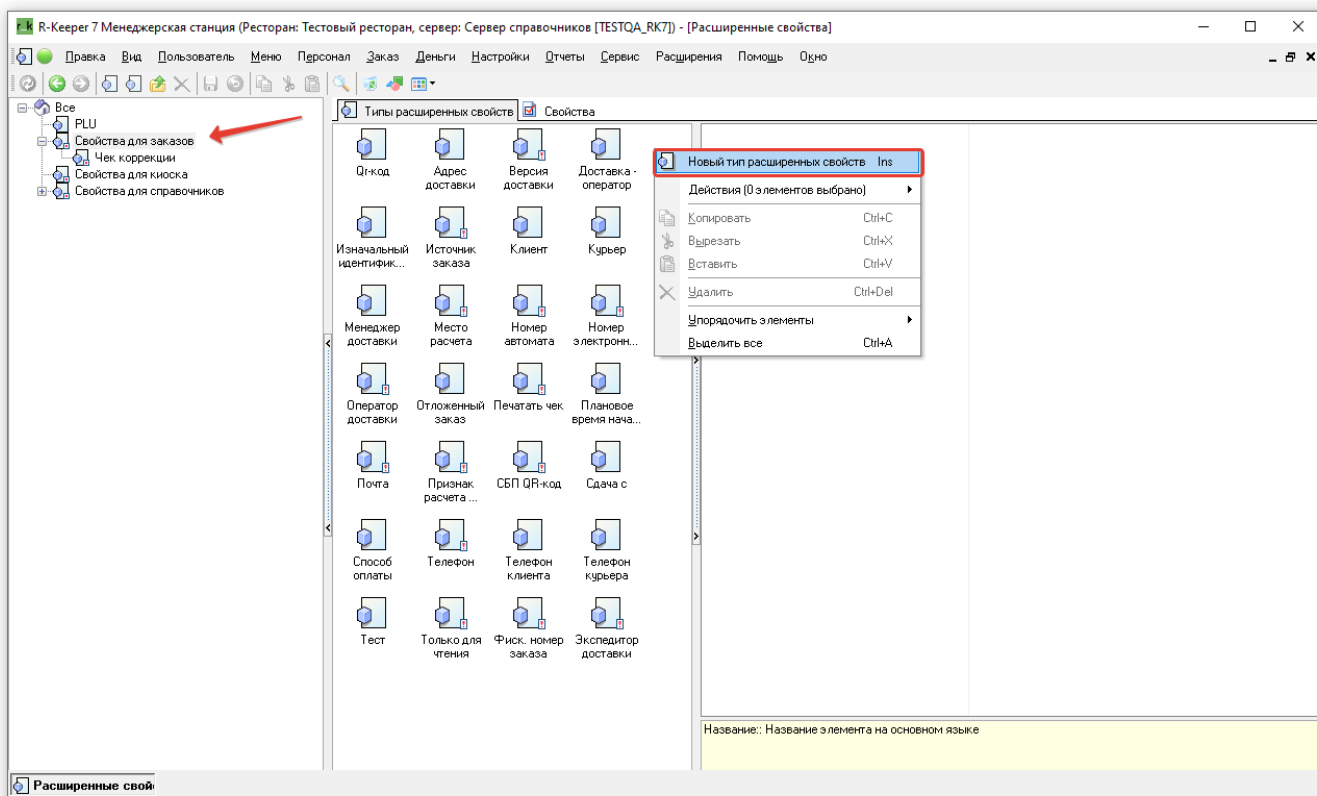 r_k R-Keeper 7 Менеджерская станция (Ресторан: Тестовый ресторан, сервер: Сервер справочников [TESTQA_RK7]) - [Расширенные свойства]
Правка Вид Пользователь Меню Персонал Заказ Деньги Настройки Отчеты Сервис Расширения Помощь Окно
Все
PLU
Свойства для заказов
Чек коррекции
Свойства для киоска
Свойства для справочников
Типы расширенных свойств Свойства
Qr-код Адрес Версия Доставка -
доставки доставки оператор
Изначальный Источник Клиент Курьер
идентифик... заказа
Менеджер Место Номер Номер
доставки расчета автомата электронн...
Оператор Отложенный Печатать чек Плановое
доставки заказ время нача...
Почта Признак СБП QR-код Сдача с
расчета ...
Способ Телефон Телефон Телефон
оплаты клиента курьера
Тест Только для Фиск. номер Экспедитор
чтения заказа доставки
Новый тип расширенных свойств Ins
Действия (0 элементов выбрано)
Копировать Ctrl+C
Вырезать Ctrl+X
Вставить Ctrl+V
Удалить Ctrl+Del
Упорядочить элементы
Выделить все Ctrl+A
Название:: Название элемента на основном языке
Расширенные свой